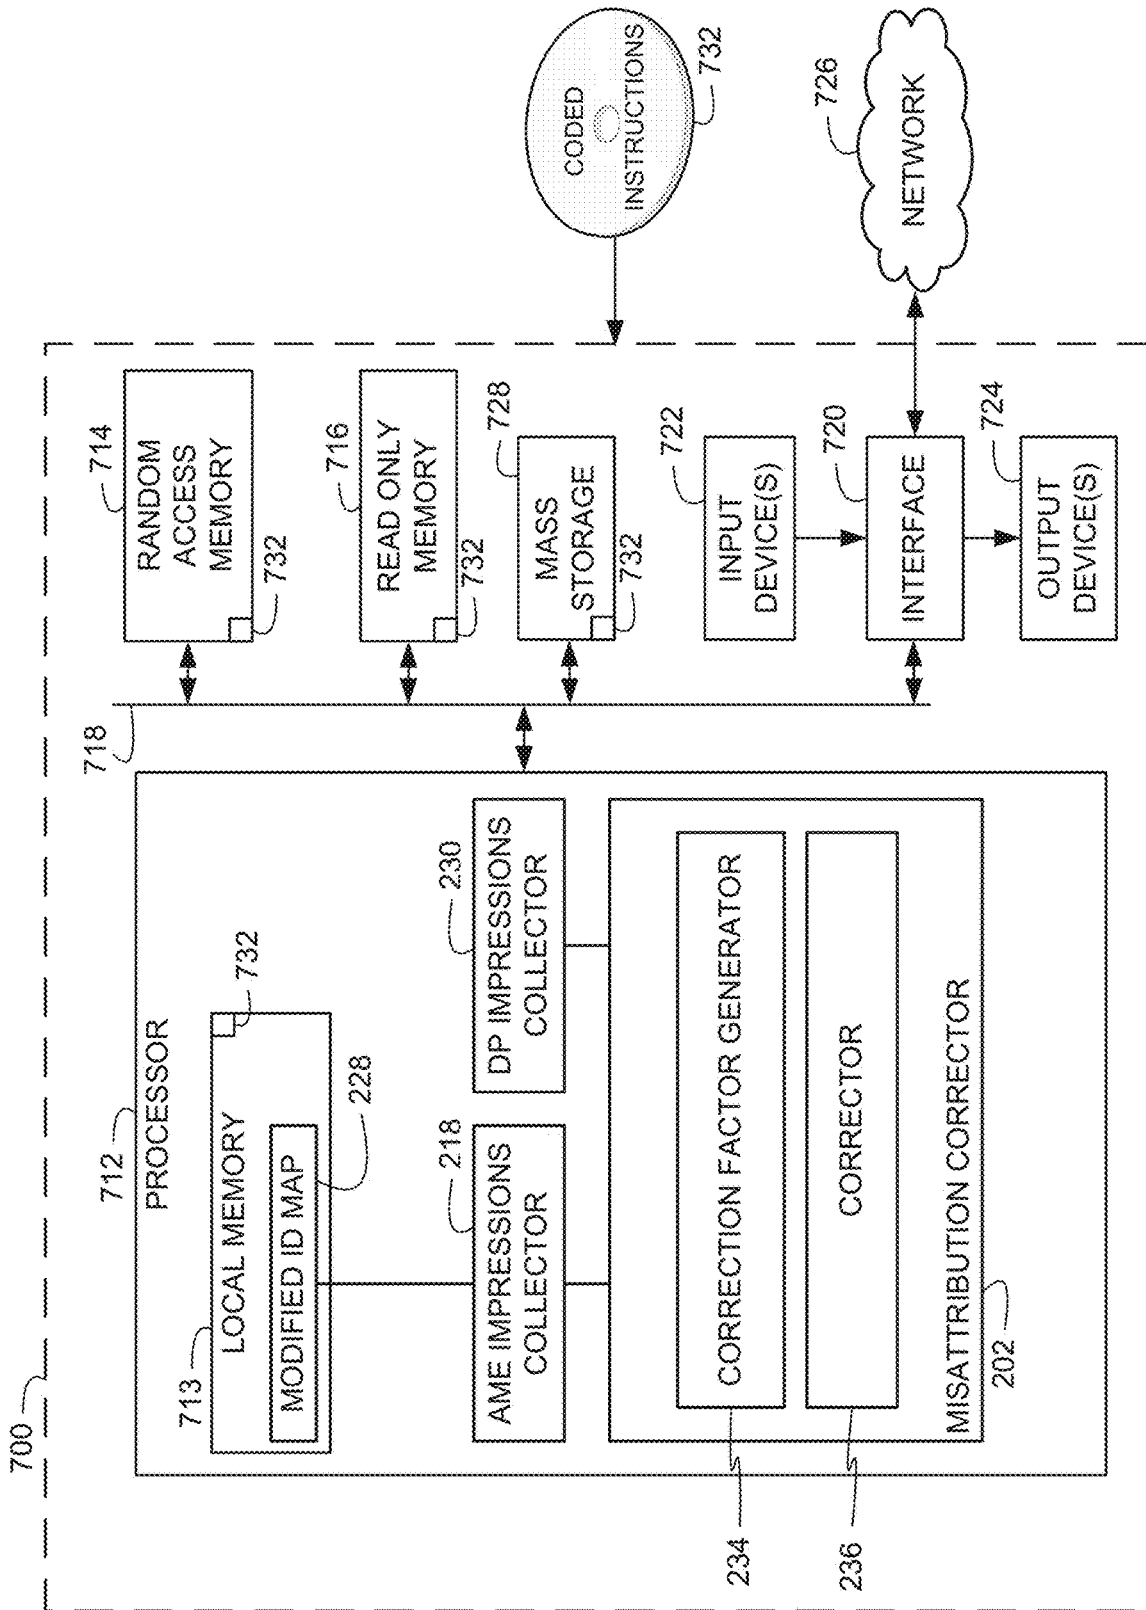 700
712
PROCESSOR
713
LOCAL MEMORY
732
MODIFIED ID MAP
228
218
AME IMPRESSIONS
COLLECTOR
230
DP IMPRESSIONS
COLLECTOR
CORRECTION FACTOR GENERATOR
CORRECTOR
MISATTRIBUTION CORRECTOR
234
236
202
718
714
RANDOM
ACCESS
MEMORY
732
716
READ ONLY
MEMORY
732
728
MASS
STORAGE
732
722
INPUT
DEVICE(S)
720
INTERFACE
724
OUTPUT
DEVICE(S)
CODED
INSTRUCTIONS
732
726
NETWORK